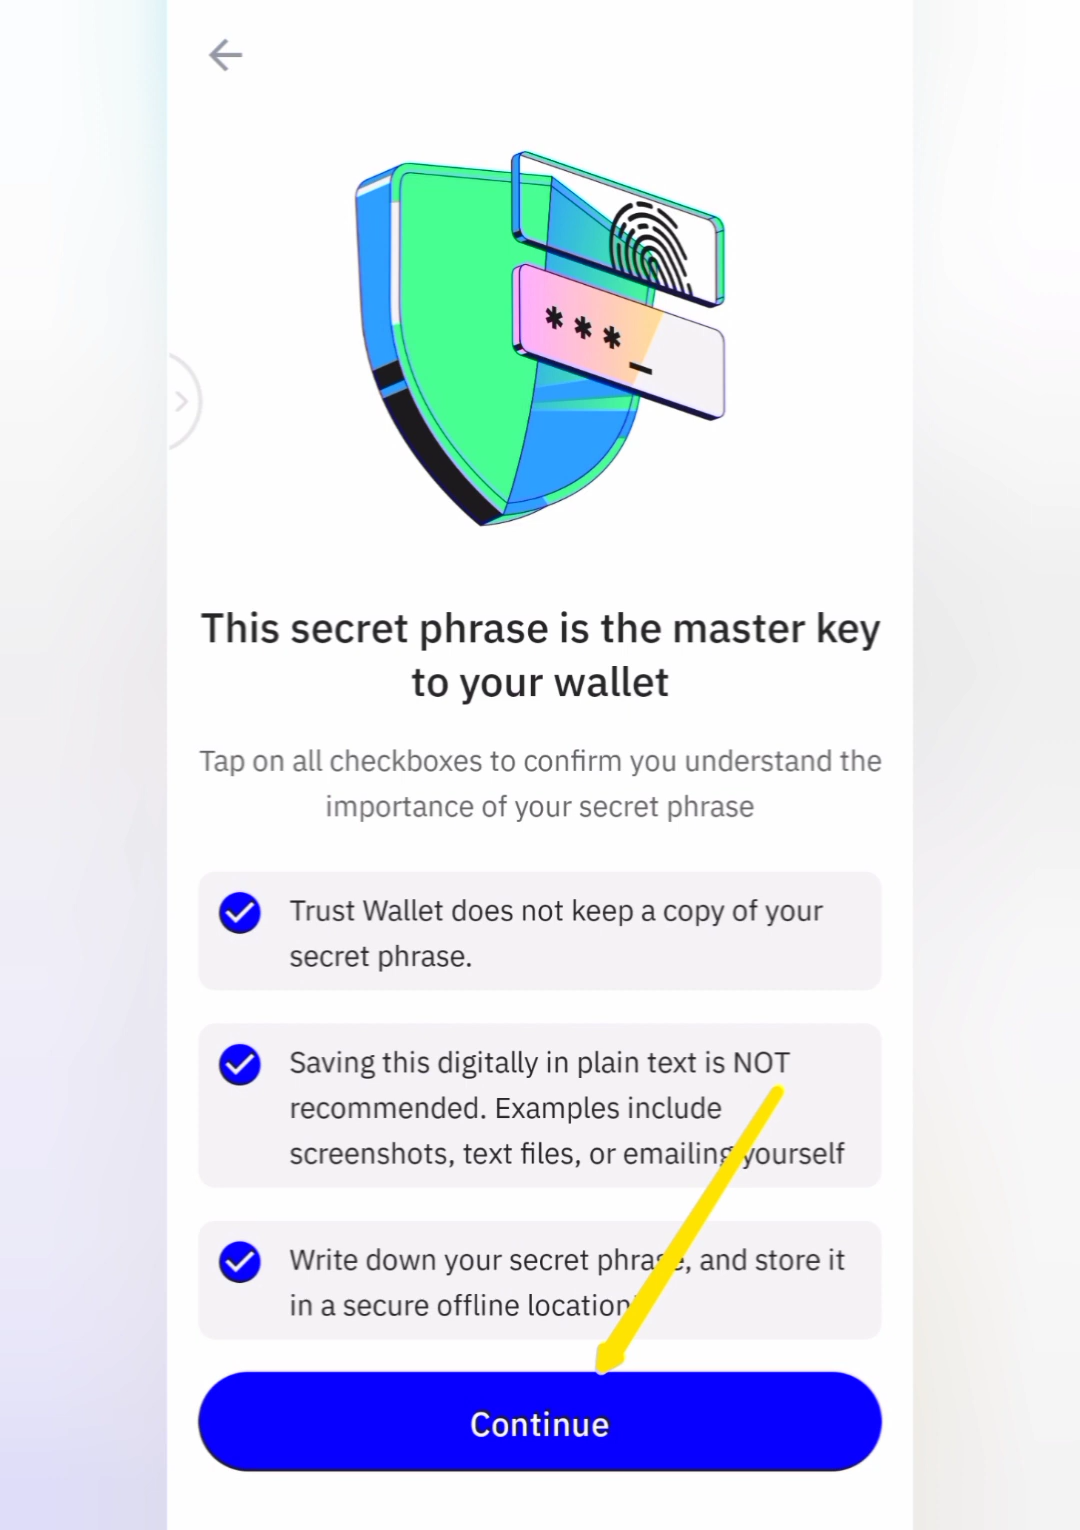 ***_
This secret phrase is the master key
to your wallet
Tap on all checkboxes to confirm you understand the
importance of your secret phrase
Trust Wallet does not keep a copy of your
secret phrase.
Saving this digitally in plain text is NOT
recommended. Examples include
screenshots, text files, or emailing yourself
Write down your secret phrase, and store it
in a secure offline location
Continue